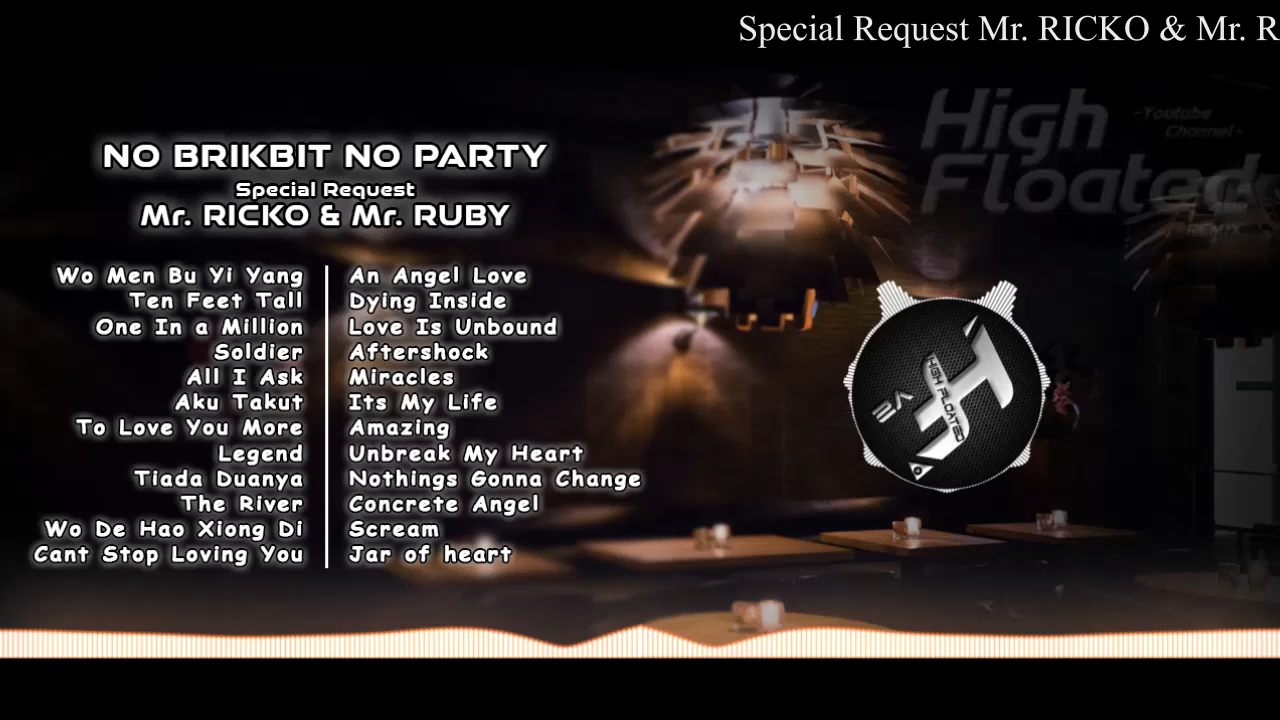 Special Request Mr. RICKO & Mr. R
High
Floated
-Youtube
Channel-
REMIX
NO BRIKBIT NO PARTY
Special Request
Mr. RICKO & Mr. RUBY
Wo Men Bu Yi Yang
Ten Feet Tall
One In a Million
Soldier
All I Ask
Aku Takut
To Love You More
Legend
Tiada Duanya
The River
Wo De Hao Xiong Di
Cant Stop Loving You
An Angel Love
Dying Inside
Love Is Unbound
Aftershock
Miracles
Its My Life
Amazing
Unbreak My Heart
Nothings Gonna Change
Concrete Angel
Scream
Jar of heart
HIGH FLOATED